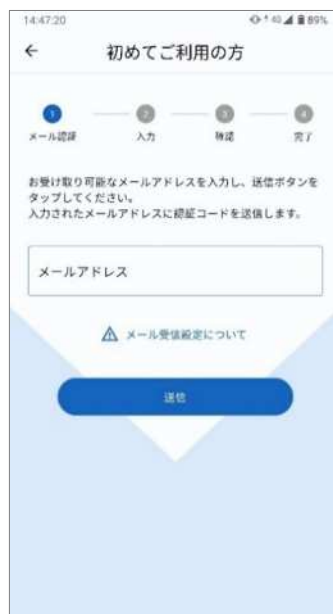 14:47:20 4G 89%
← 初めてご利用の方
1 2 3 4
メール認証 入力 確認 完了
お受け取り可能なメールアドレスを入力し、送信ボタンを
タップしてください。
入力されたメールアドレスに認証コードを送信します。
メールアドレス
メール受信設定について
送信